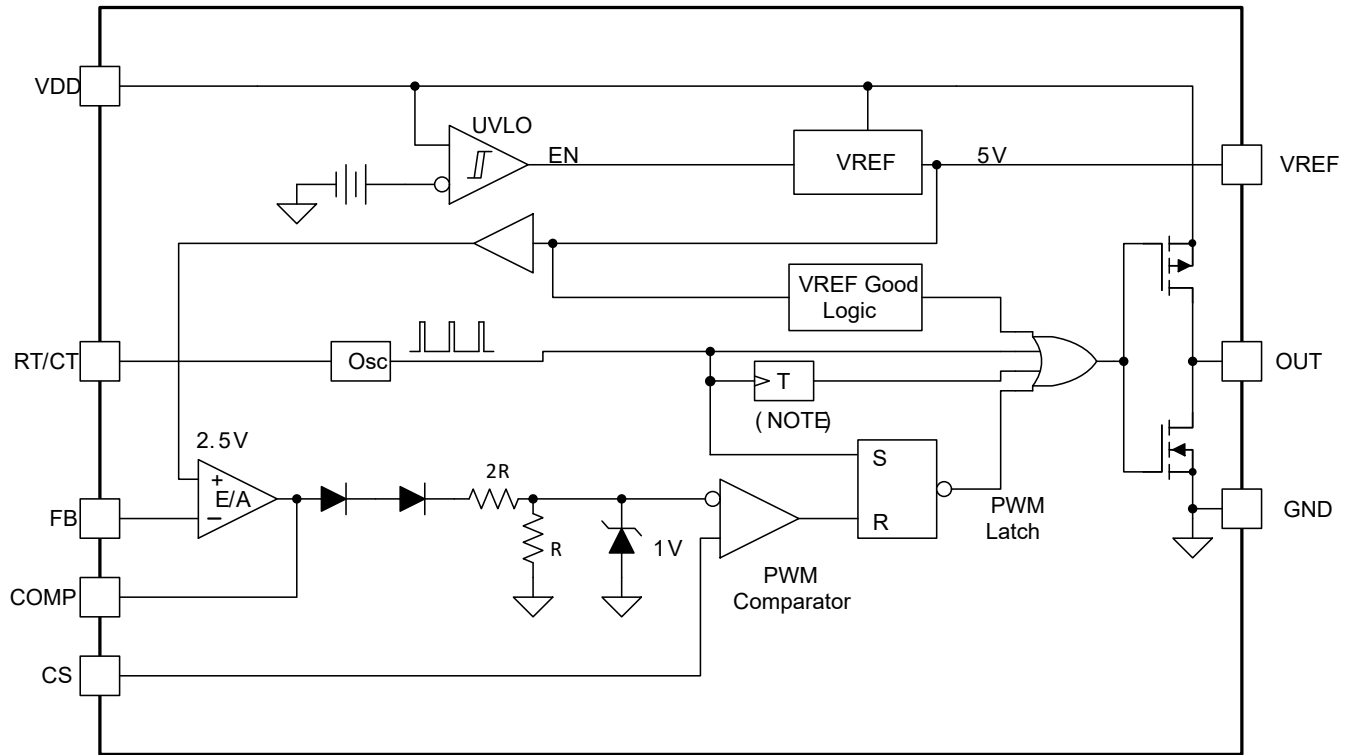 VDD
UVLO
EN
VREF
5V
VREF
VREF Good
Logic
RT/CT
Osc
T
(NOTE)
OUT
2.5V
+
E/A
−
FB
2R
R
1V
S
R
PWM
Latch
GND
COMP
PWM
Comparator
CS